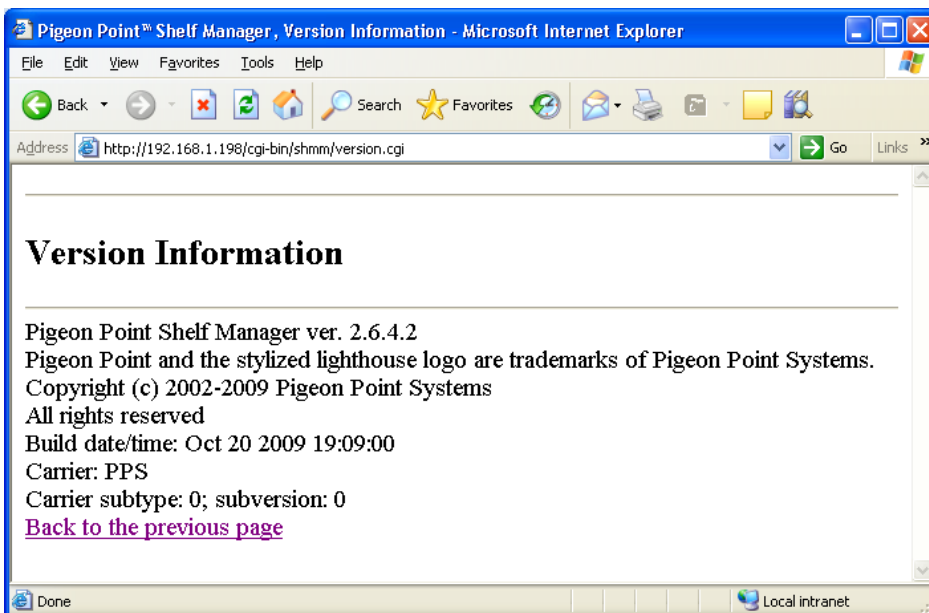 Pigeon Point™ Shelf Manager, Version Information - Microsoft Internet Explorer
File Edit View Favorites Tools Help
Back Search Favorites
Address http://192.168.1.198/cgi-bin/shmm/version.cgi Go Links »
Version Information
Pigeon Point Shelf Manager ver. 2.6.4.2
Pigeon Point and the stylized lighthouse logo are trademarks of Pigeon Point Systems.
Copyright (c) 2002-2009 Pigeon Point Systems
All rights reserved
Build date/time: Oct 20 2009 19:09:00
Carrier: PPS
Carrier subtype: 0; subversion: 0
Back to the previous page
Done Local intranet